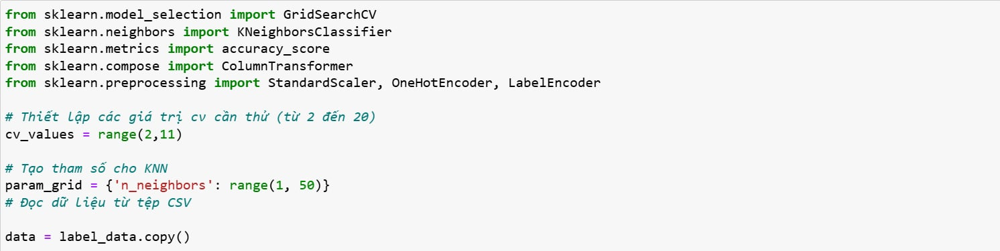 from sklearn.model_selection import GridSearchCV
from sklearn.neighbors import KNeighborsClassifier
from sklearn.metrics import accuracy_score
from sklearn.compose import ColumnTransformer
from sklearn.preprocessing import StandardScaler, OneHotEncoder, LabelEncoder
# Thiết lập các giá trị cv cần thử (từ 2 đến 20)
cv_values = range(2,11)
# Tạo tham số cho KNN
param_grid = {'n_neighbors': range(1, 50)}
# Đọc dữ liệu từ tệp CSV
data = label_data.copy()